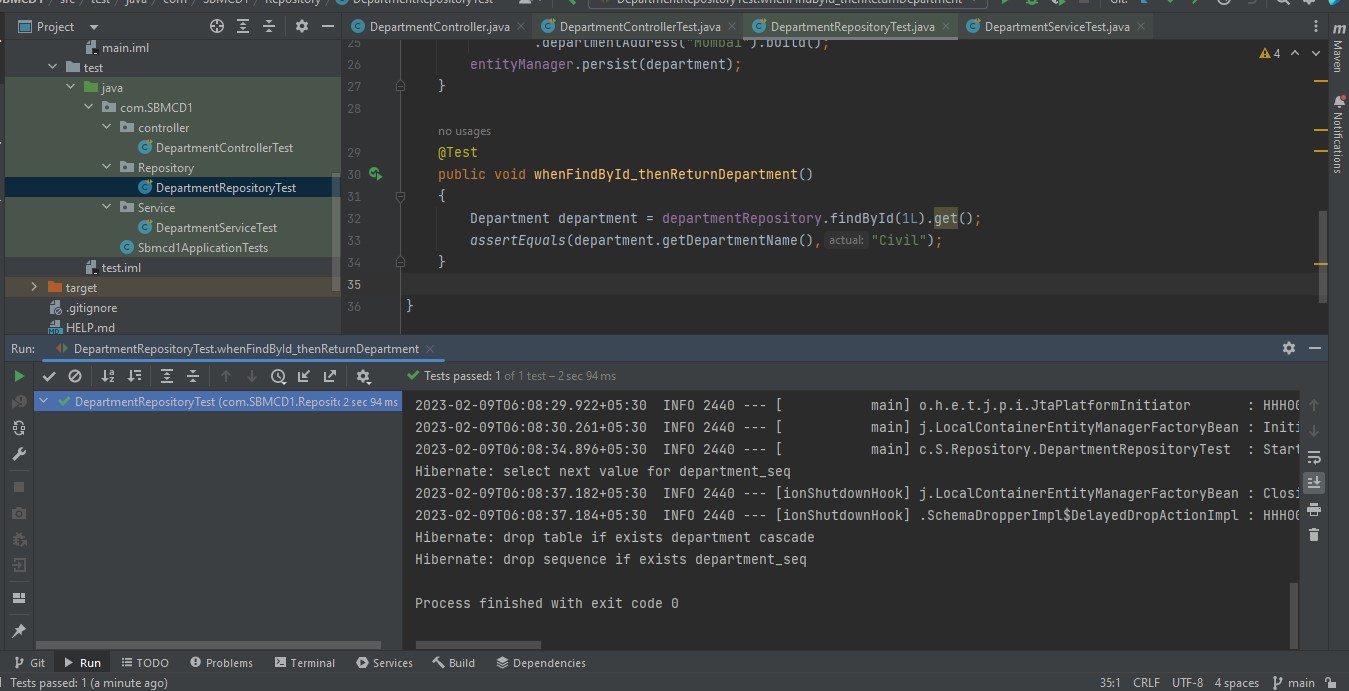 Project
DepartmentController.java
DepartmentControllerTest.java
DepartmentRepositoryTest.java
DepartmentServiceTest.java
main.iml
test
java
com.SBMCD1
controller
DepartmentControllerTest
Repository
DepartmentRepositoryTest
Service
DepartmentServiceTest
Sbmcd1ApplicationTests
test.iml
target
.gitignore
HELP.md
25 .departmentAddress("Mumbai").build();
26 entityManager.persist(department);
27 }
28
no usages
29 @Test
30 public void whenFindById_thenReturnDepartment()
31 {
32 Department department = departmentRepository.findById(1L).get();
33 assertEquals(department.getDepartmentName(), actual: "Civil");
34 }
35
36 }
4
Maven
Notifications
Run: DepartmentRepositoryTest.whenFindById_thenReturnDepartment
Tests passed: 1 of 1 test – 2 sec 94 ms
DepartmentRepositoryTest (com.SBMCD1.Reposito 2 sec 94 ms
2023-02-09T06:08:29.922+05:30 INFO 2440 --- [ main] o.h.e.t.j.p.i.JtaPlatformInitiator : HHH00
2023-02-09T06:08:30.261+05:30 INFO 2440 --- [ main] j.LocalContainerEntityManagerFactoryBean : Initi
2023-02-09T06:08:34.896+05:30 INFO 2440 --- [ main] c.S.Repository.DepartmentRepositoryTest : Start
Hibernate: select next value for department_seq
2023-02-09T06:08:37.182+05:30 INFO 2440 --- [ionShutdownHook] j.LocalContainerEntityManagerFactoryBean : Closi
2023-02-09T06:08:37.184+05:30 INFO 2440 --- [ionShutdownHook] .SchemaDropperImpl$DelayedDropActionImpl : HHH00
Hibernate: drop table if exists department cascade
Hibernate: drop sequence if exists department_seq
Process finished with exit code 0
Git Run TODO Problems Terminal Services Build Dependencies
Tests passed: 1 (a minute ago)
35:1 CRLF UTF-8 4 spaces main